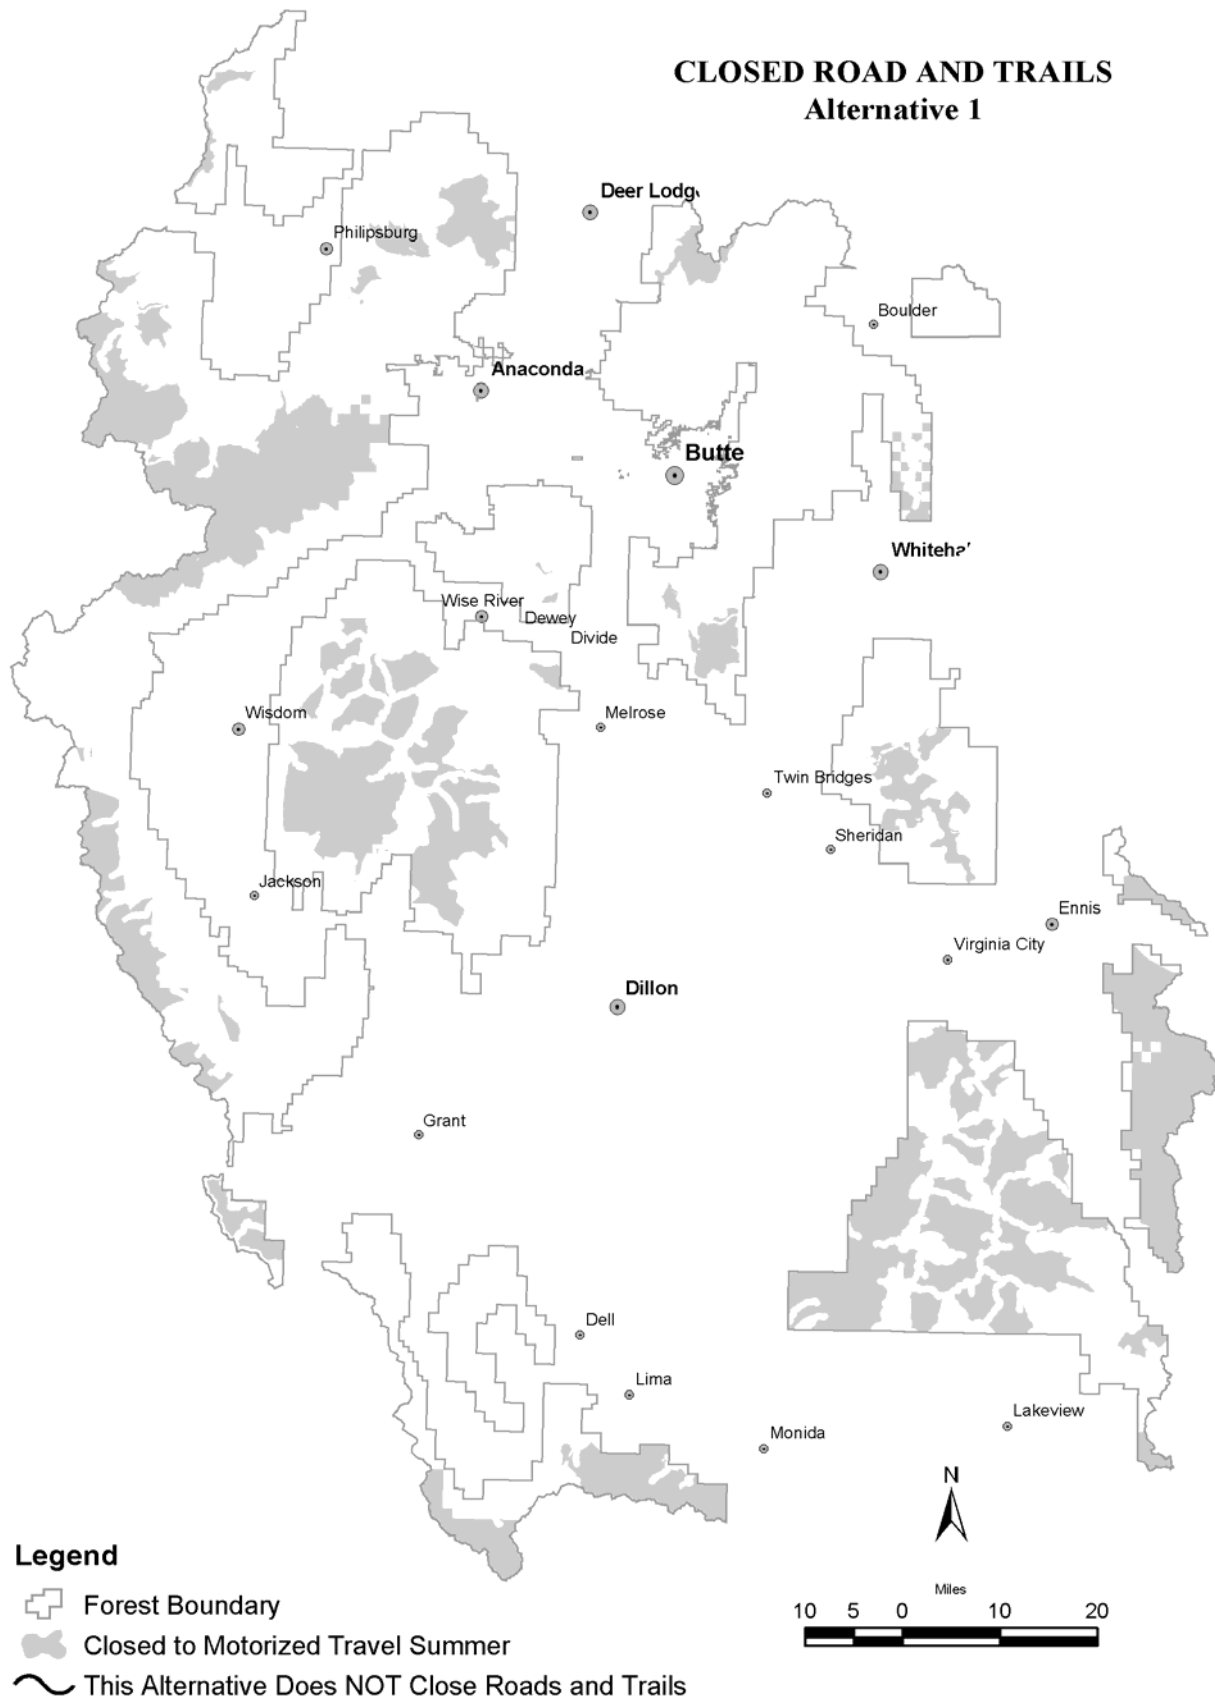 CLOSED ROAD AND TRAILS
Alternative 1
Deer Lodg
Philipsburg
Boulder
Anaconda
Butte
Whiteha
Wise River
Dewey
Divide
Wisdom
Melrose
Twin Bridges
Sheridan
Jackson
Ennis
Virginia City
Dillon
Grant
Dell
Lima
Lakeview
Monida
N
Legend
Forest Boundary
Closed to Motorized Travel Summer
This Alternative Does NOT Close Roads and Trails
Miles
10 5 0 10 20